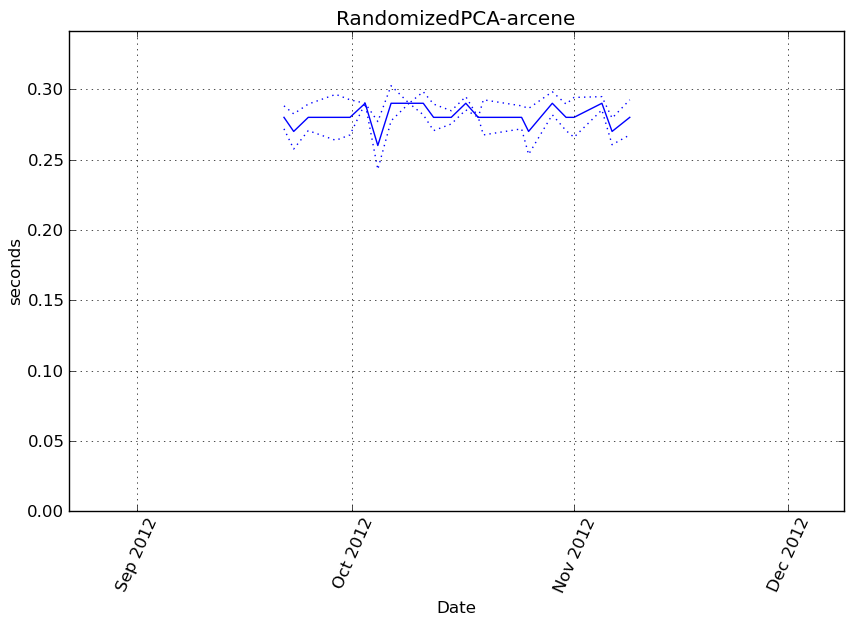 RandomizedPCA-arcene
0.30
0.25
0.20
0.15
0.10
0.05
0.00
seconds
Sep 2012
Oct 2012
Nov 2012
Dec 2012
Date